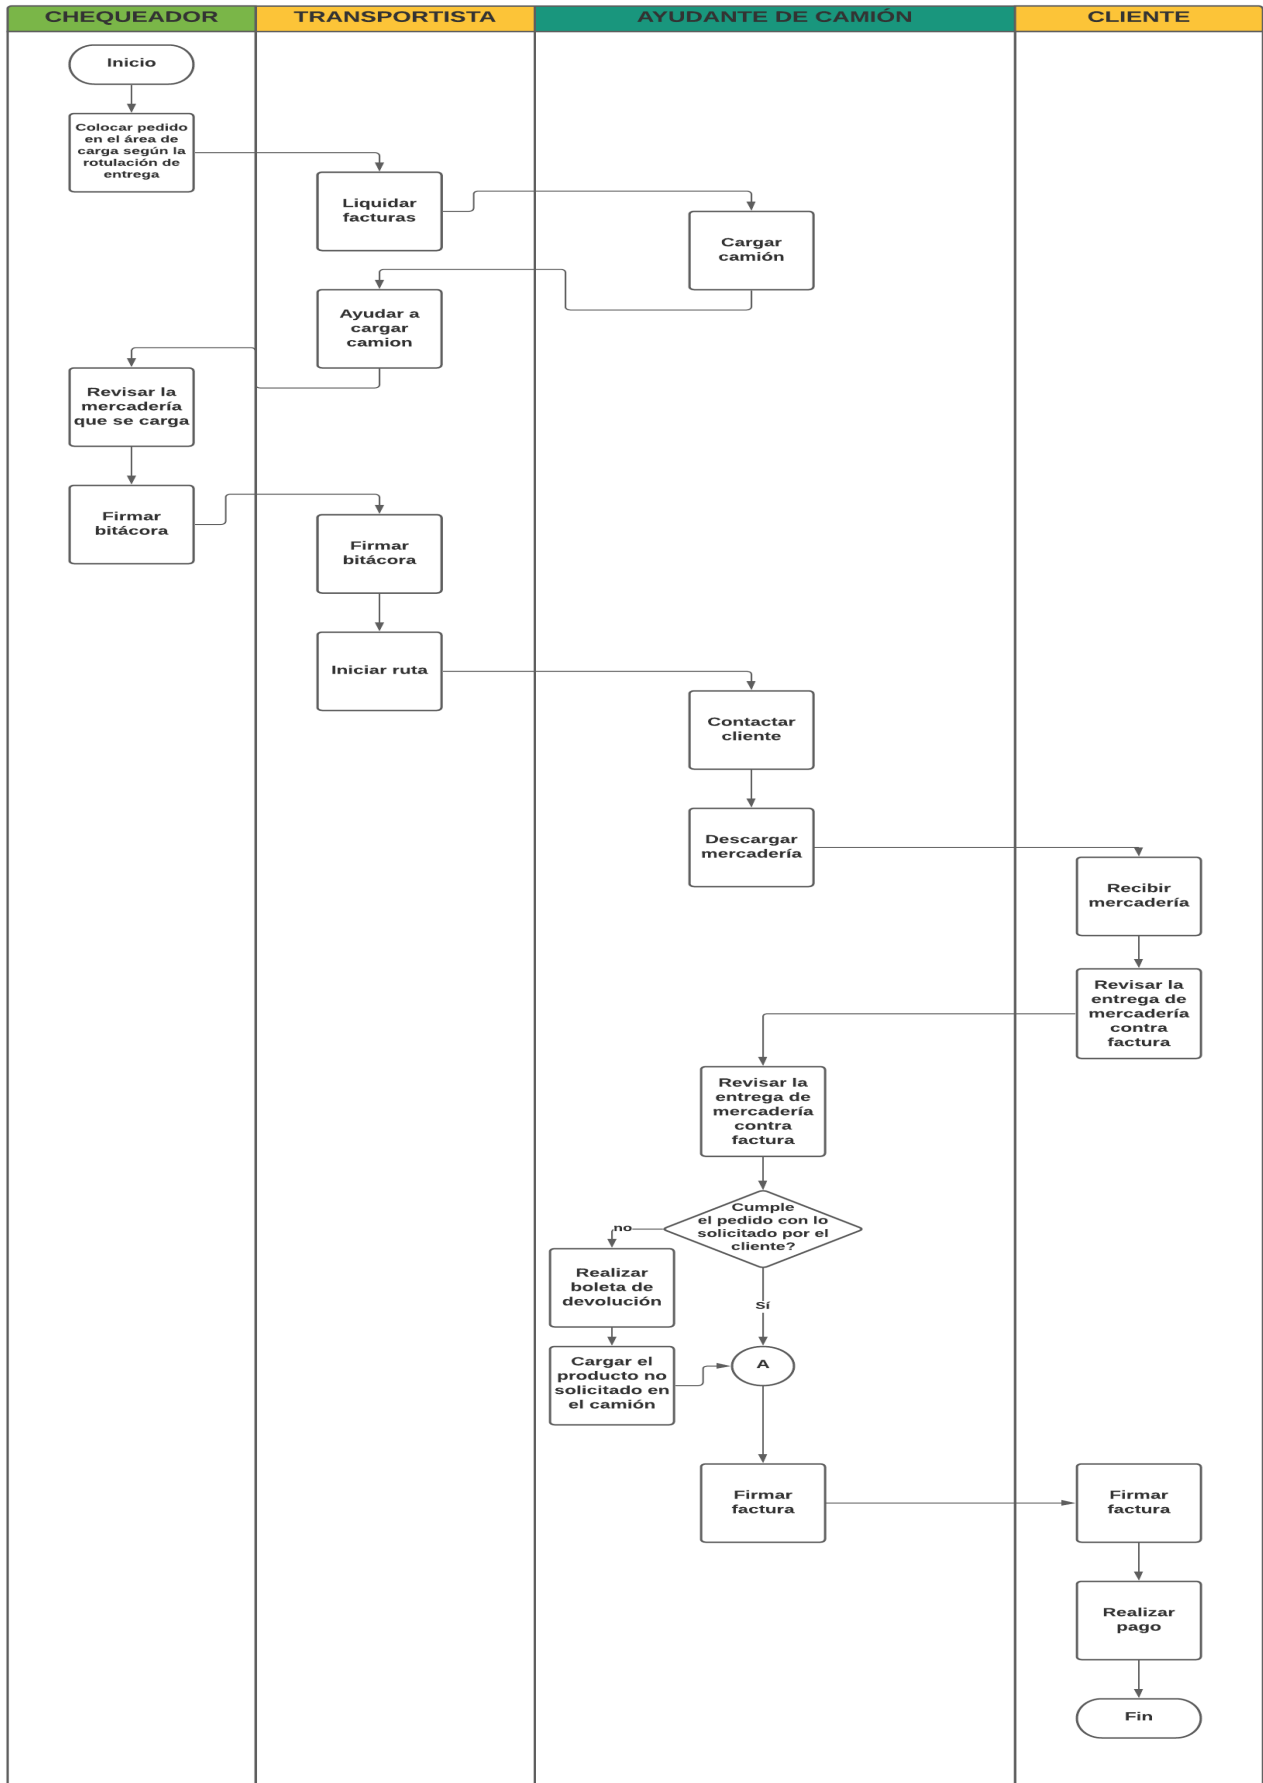 CHEQUEADOR
TRANSPORTISTA
AYUDANTE DE CAMIÓN
CLIENTE
Inicio
Colocar pedido
en el área de
carga según la
rotulación de
entrega
Liquidar
facturas
Cargar
camión
Ayudar a
cargar
camion
Revisar la
mercadería
que se carga
Firmar
bitácora
Firmar
bitácora
Iniciar ruta
Contactar
cliente
Descargar
mercadería
Recibir
mercadería
Revisar la
entrega de
mercadería
contra
factura
Revisar la
entrega de
mercadería
contra
factura
Cumple
el pedido con lo
solicitado por el
cliente?
no
Realizar
boleta de
devolución
Sí
Cargar el
producto no
solicitado en
el camión
A
Firmar
factura
Firmar
factura
Realizar
pago
Fin